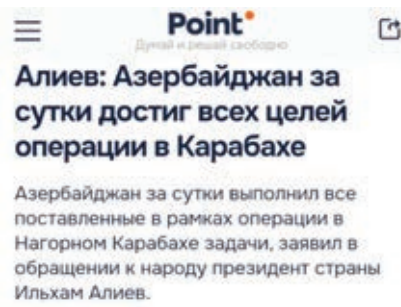 Point
Думай и решай свободно
Алиев: Азербайджан за
сутки достиг всех целей
операции в Карабахе
Азербайджан за сутки выполнил все
поставленные в рамках операции в
Нагорном Карабахе задачи, заявил в
обращении к народу президент страны
Ильхам Алиев.